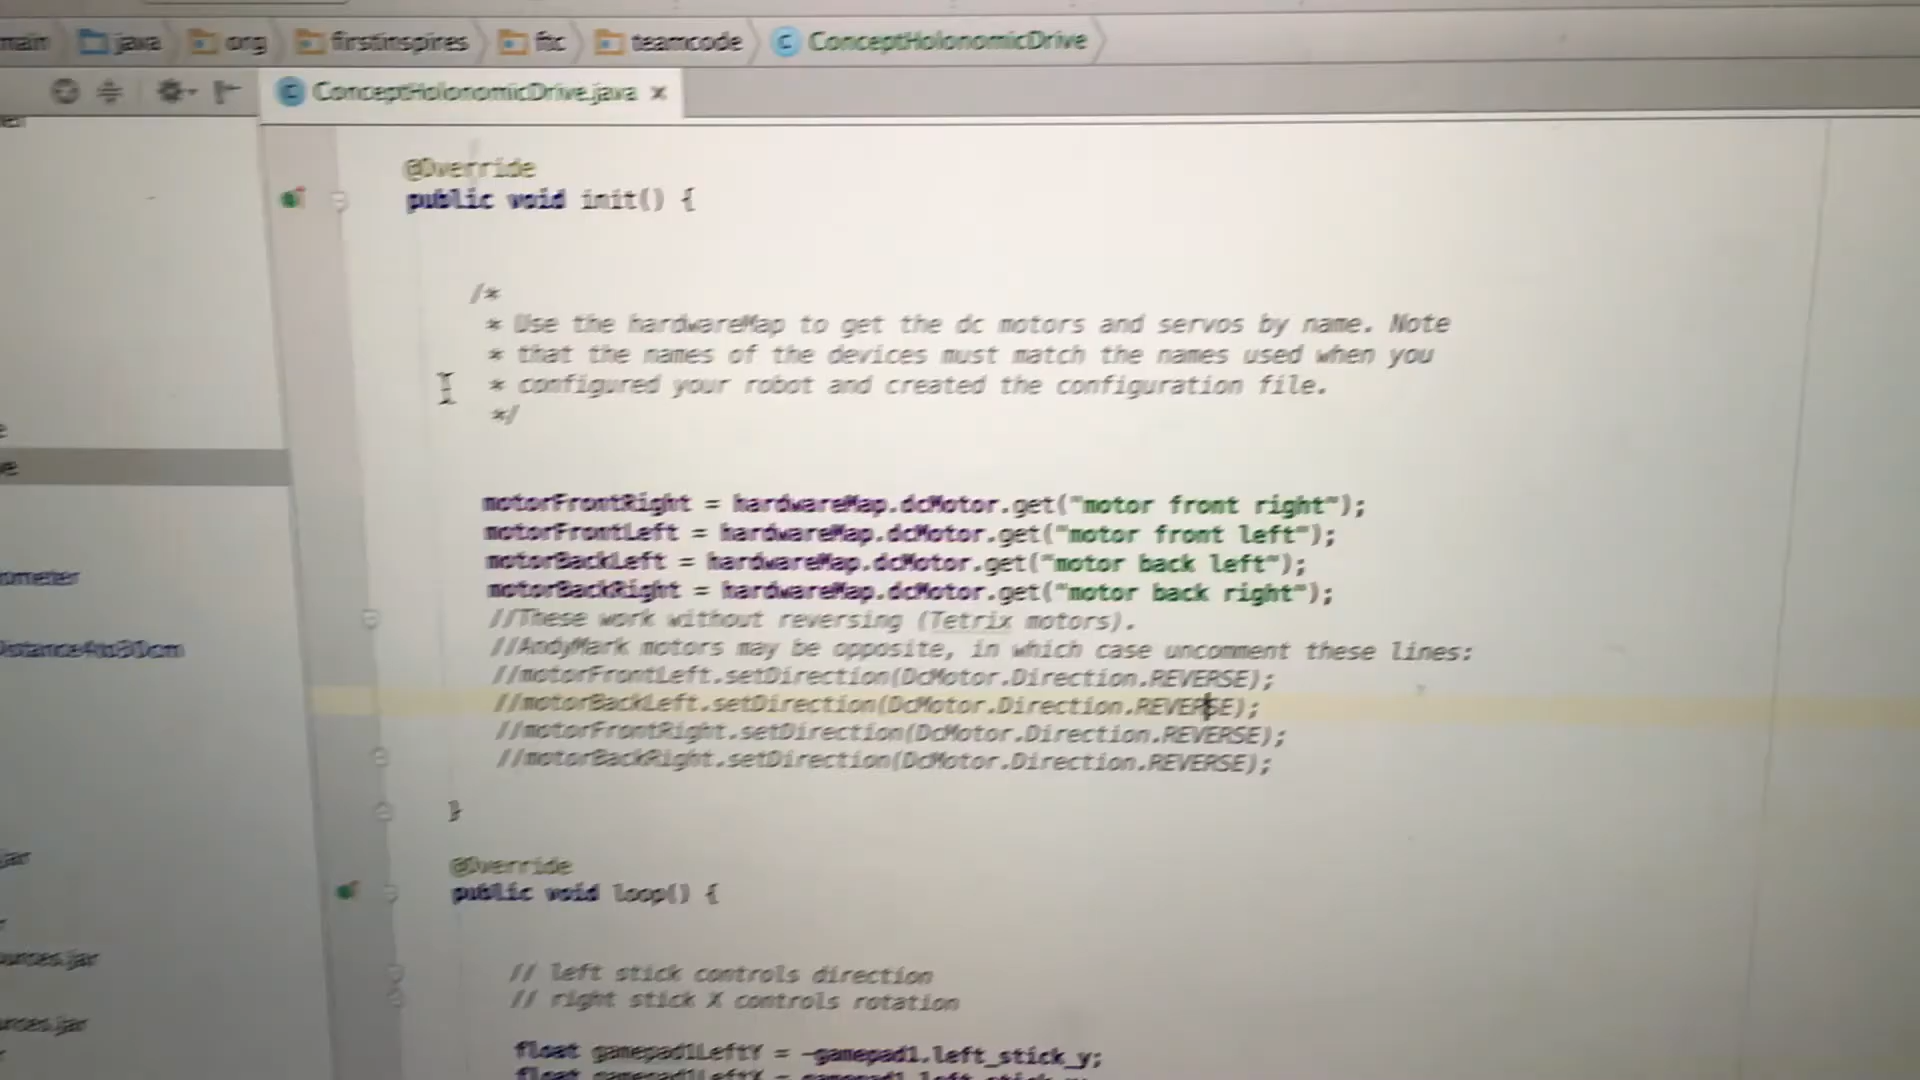 main java org firstinspires ftc teamcode ConceptHolonomicDrive
ConceptHolonomicDrive.java
@Override
public void init() {
/*
* Use the hardwareMap to get the dc motors and servos by name. Note
* that the names of the devices must match the names used when you
* configured your robot and created the configuration file.
*/
motorFrontRight = hardwareMap.dcMotor.get("motor front right");
motorFrontLeft = hardwareMap.dcMotor.get("motor front left");
motorBackLeft = hardwareMap.dcMotor.get("motor back left");
motorBackRight = hardwareMap.dcMotor.get("motor back right");
//These work without reversing (Tetrix motors).
//AndyMark motors may be opposite, in which case uncomment these lines:
//motorFrontLeft.setDirection(DcMotor.Direction.REVERSE);
//motorBackLeft.setDirection(DcMotor.Direction.REVERSE);
//motorFrontRight.setDirection(DcMotor.Direction.REVERSE);
//motorBackRight.setDirection(DcMotor.Direction.REVERSE);
}
@Override
public void loop() {
// left stick controls direction
// right stick X controls rotation
float gamepad1LeftY = -gamepad1.left_stick_y;